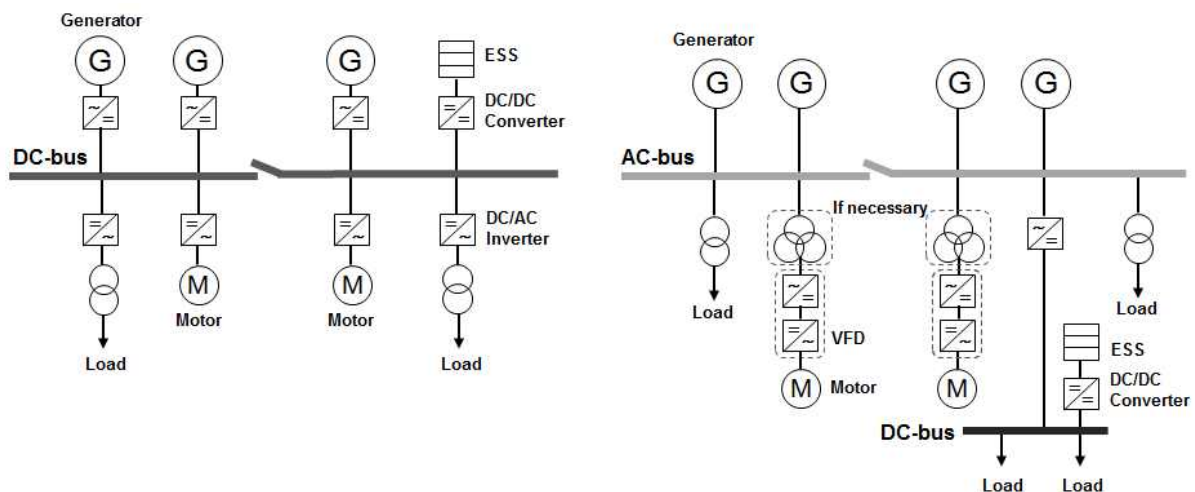 Generator
G
G
G
ESS
DC/DC
Converter
DC-bus
DC/AC
Inverter
M
M
Motor
Motor
Load
Load
Generator
G
G
G
G
AC-bus
If necessary
Load
Load
VFD
ESS
M
Motor
M
DC/DC
Converter
DC-bus
Load
Load